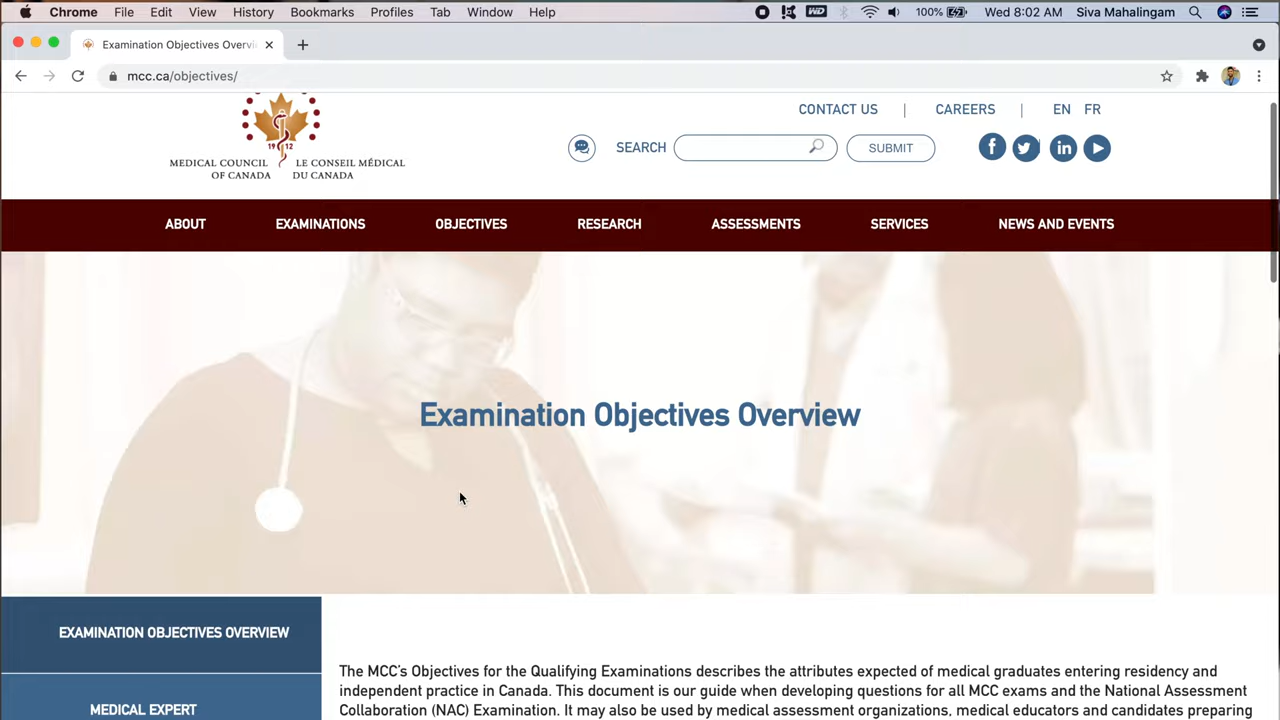 Chrome File Edit View History Bookmarks Profiles Tab Window Help WD 100% Wed 8:02 AM Siva Mahalingam
Examination Objectives Overvi
mcc.ca/objectives/
CONTACT US | CAREERS | EN FR
19 12
MEDICAL COUNCIL OF CANADA
LE CONSEIL MÉDICAL DU CANADA
SEARCH SUBMIT
ABOUT EXAMINATIONS OBJECTIVES RESEARCH ASSESSMENTS SERVICES NEWS AND EVENTS
Examination Objectives Overview
EXAMINATION OBJECTIVES OVERVIEW
MEDICAL EXPERT
The MCC's Objectives for the Qualifying Examinations describes the attributes expected of medical graduates entering residency and
independent practice in Canada. This document is our guide when developing questions for all MCC exams and the National Assessment
Collaboration (NAC) Examination. It may also be used by medical assessment organizations, medical educators and candidates preparing